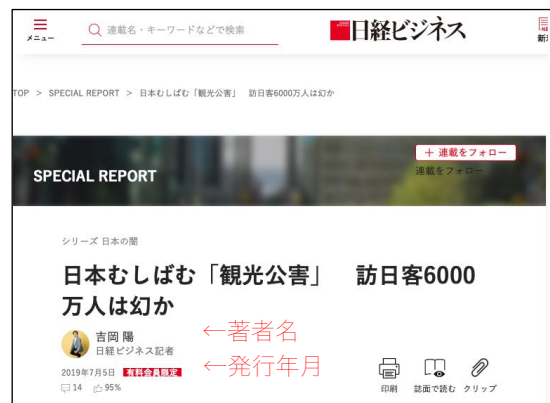 メニュー
連載名・キーワードなどで検索
日経ビジネス
TOP > SPECIAL REPORT > 日本むしばむ「観光公害」 訪日客6000万人は幻か
+ 連載をフォロー
連載をフォロー
SPECIAL REPORT
シリーズ 日本の闇
日本むしばむ「観光公害」 訪日客6000
万人は幻か
吉岡 陽
←著者名
日経ビジネス記者
←発行年月
2019年7月5日 有料会員限定
14 95%
印刷 誌面で読む クリップ